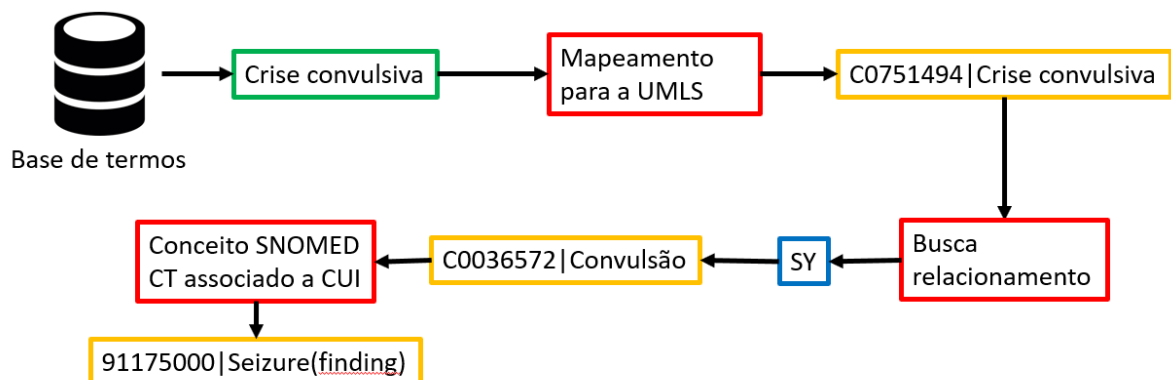 Base de termos
Crise convulsiva
Mapeamento
para a UMLS
C0751494|Crise convulsiva
Busca
relacionamento
SY
C0036572|Convulsão
Conceito SNOMED
CT associado a CUI
91175000|Seizure(finding)